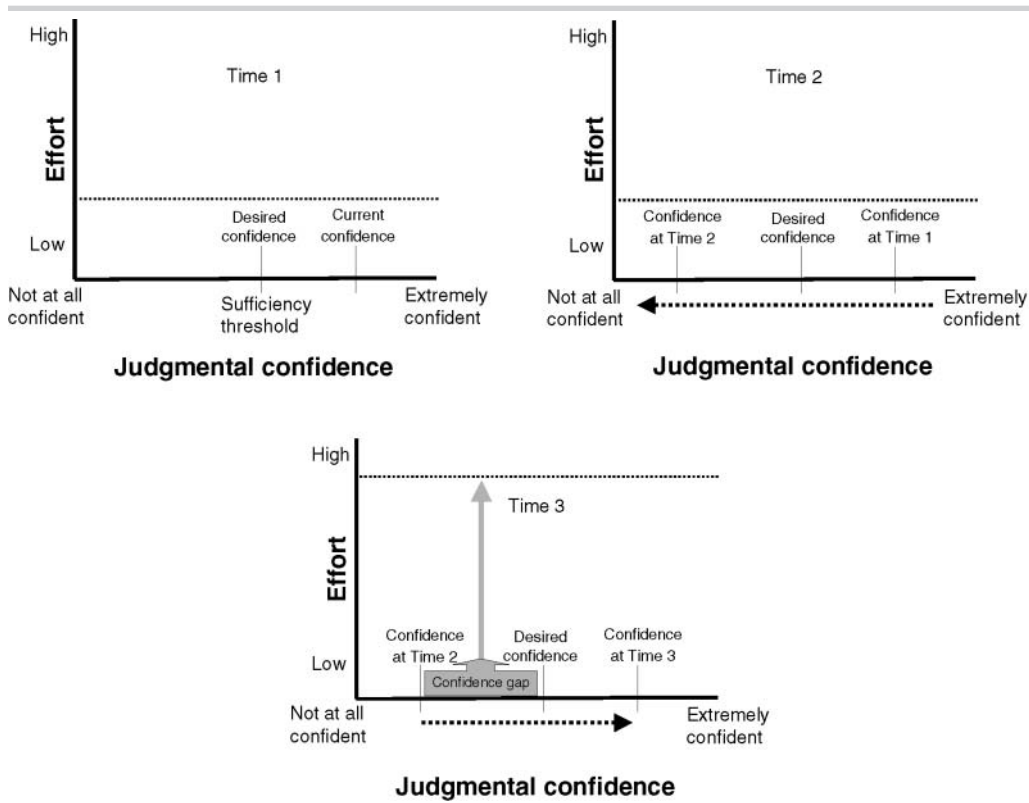 High
Time 1
Effort
Desired
confidence
Current
confidence
Low
Not at all
confident
Sufficiency
threshold
Extremely
confident
Judgmental confidence
High
Time 2
Effort
Confidence
at Time 2
Desired
confidence
Confidence
at Time 1
Low
Not at all
confident
Extremely
confident
Judgmental confidence
High
Time 3
Effort
Confidence
at Time 2
Desired
confidence
Confidence
at Time 3
Low
Confidence gap
Not at all
confident
Extremely
confident
Judgmental confidence